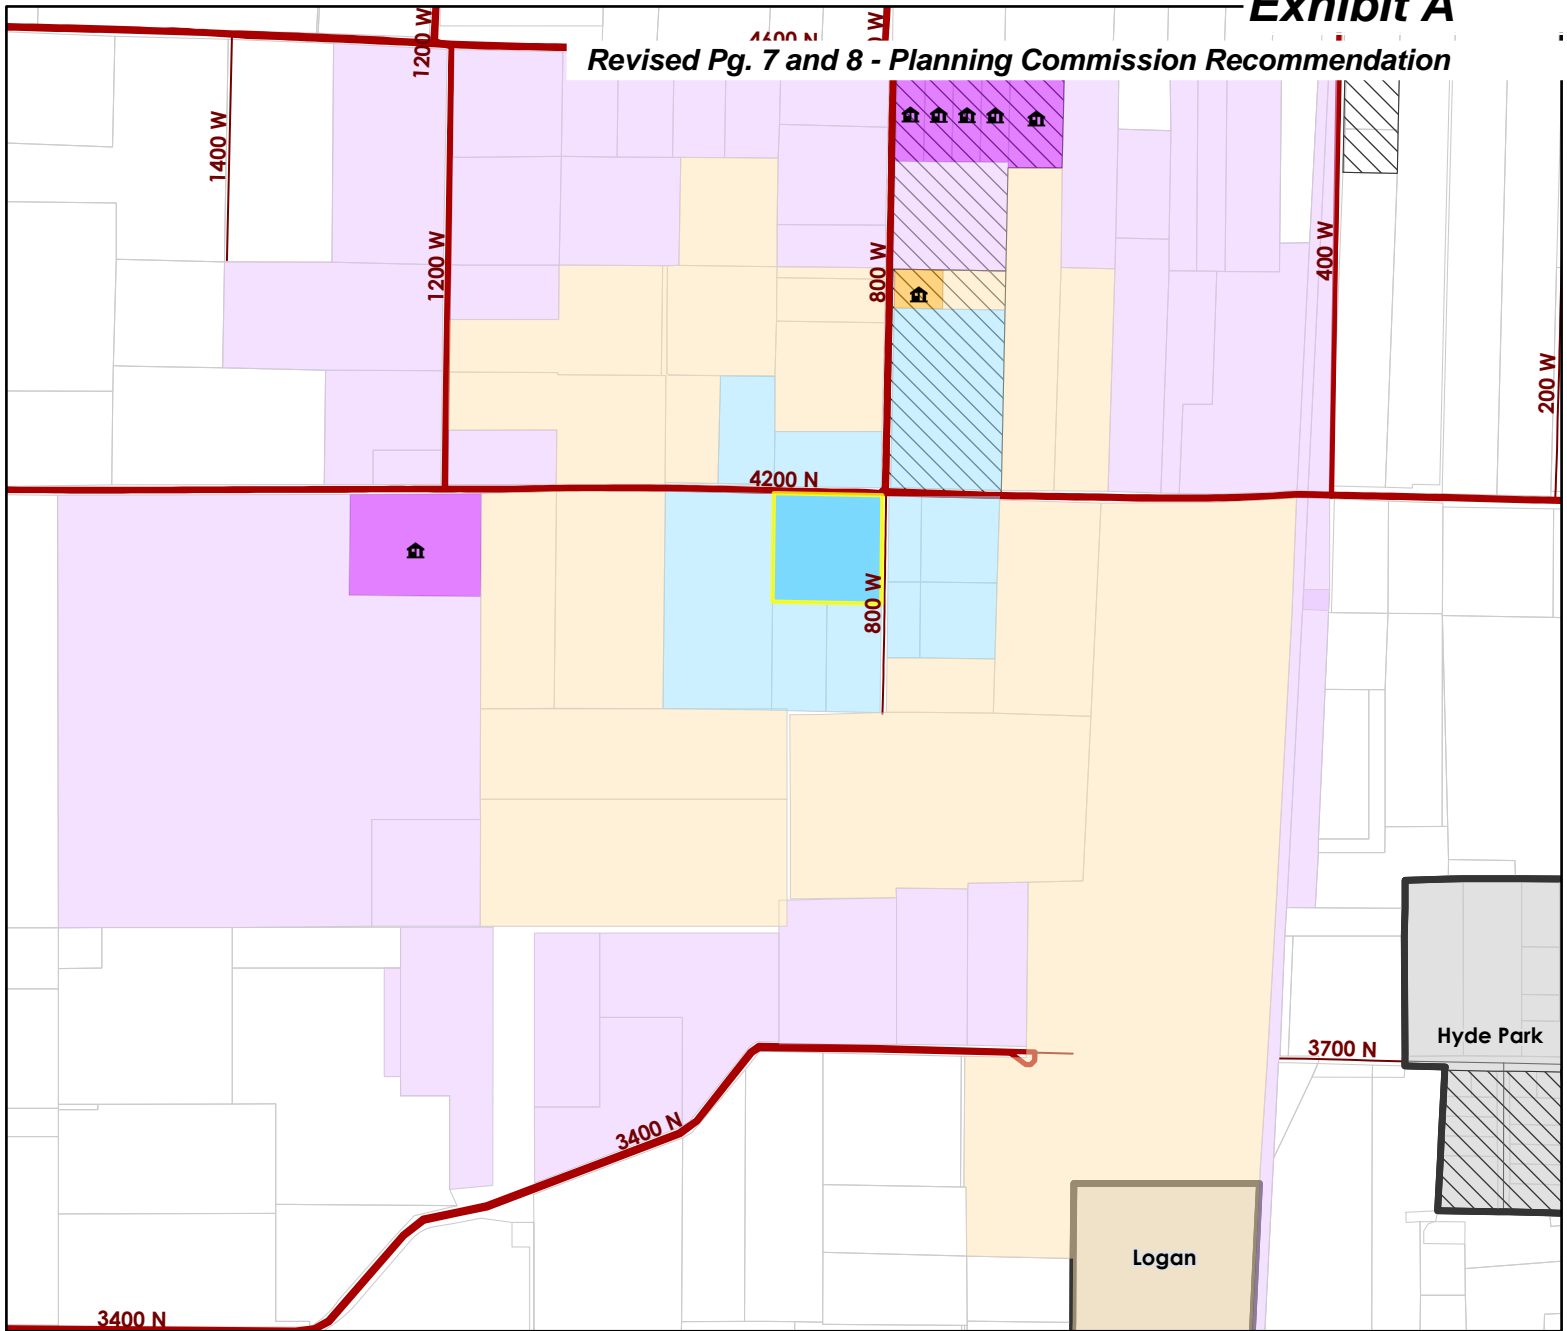 Exhibit A
Revised Pg. 7 and 8 - Planning Commission Recommendation
1200 W
4600 N
W
1400 W
1200 W
800 W
400 W
200 W
4200 N
800 W
Hyde Park
3700 N
3400 N
Logan
3400 N